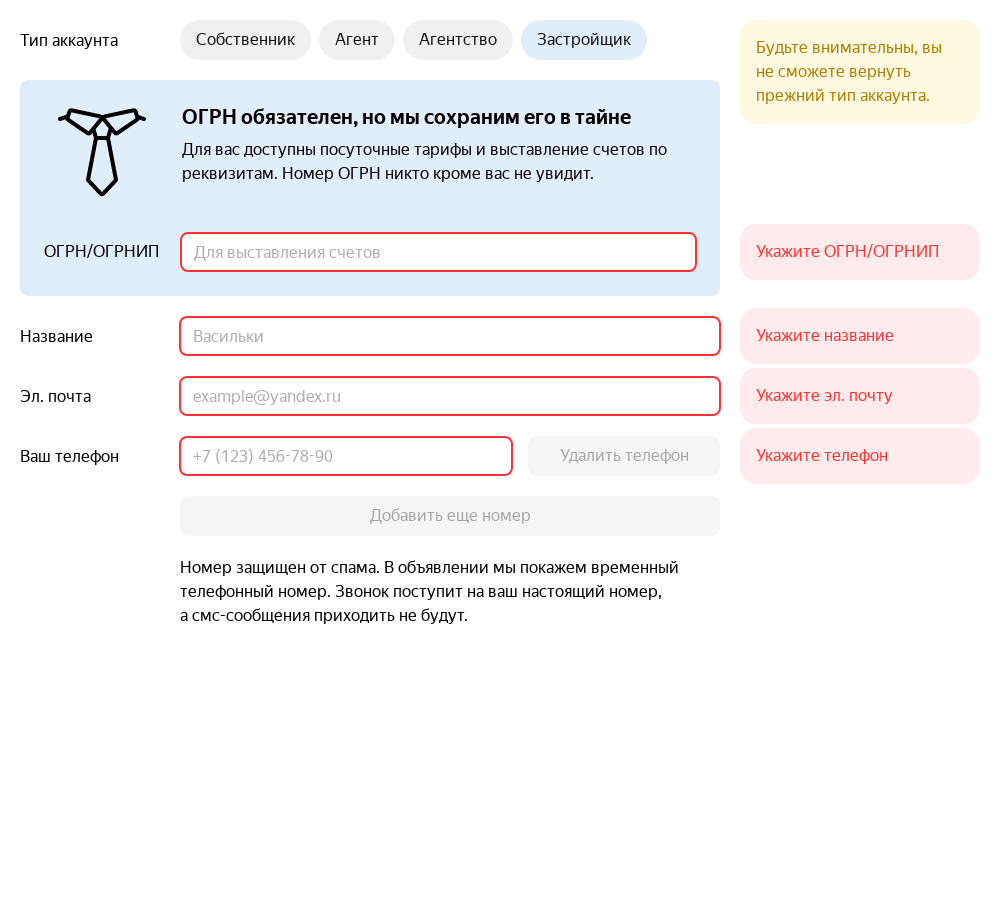 Тип аккаунта
Собственник
Агент
Агентство
Застройщик
Будьте внимательны, вы
не сможете вернуть
прежний тип аккаунта.
ОГРН обязателен, но мы сохраним его в тайне
Для вас доступны посуточные тарифы и выставление счетов по
реквизитам. Номер ОГРН никто кроме вас не увидит.
ОГРН/ОГРНИП
Для выставления счетов
Укажите ОГРН/ОГРНИП
Название
Васильки
Укажите название
Эл. почта
example@yandex.ru
Укажите эл. почту
Ваш телефон
+7 (123) 456-78-90
Удалить телефон
Укажите телефон
Добавить еще номер
Номер защищен от спама. В объявлении мы покажем временный
телефонный номер. Звонок поступит на ваш настоящий номер,
а смс-сообщения приходить не будут.